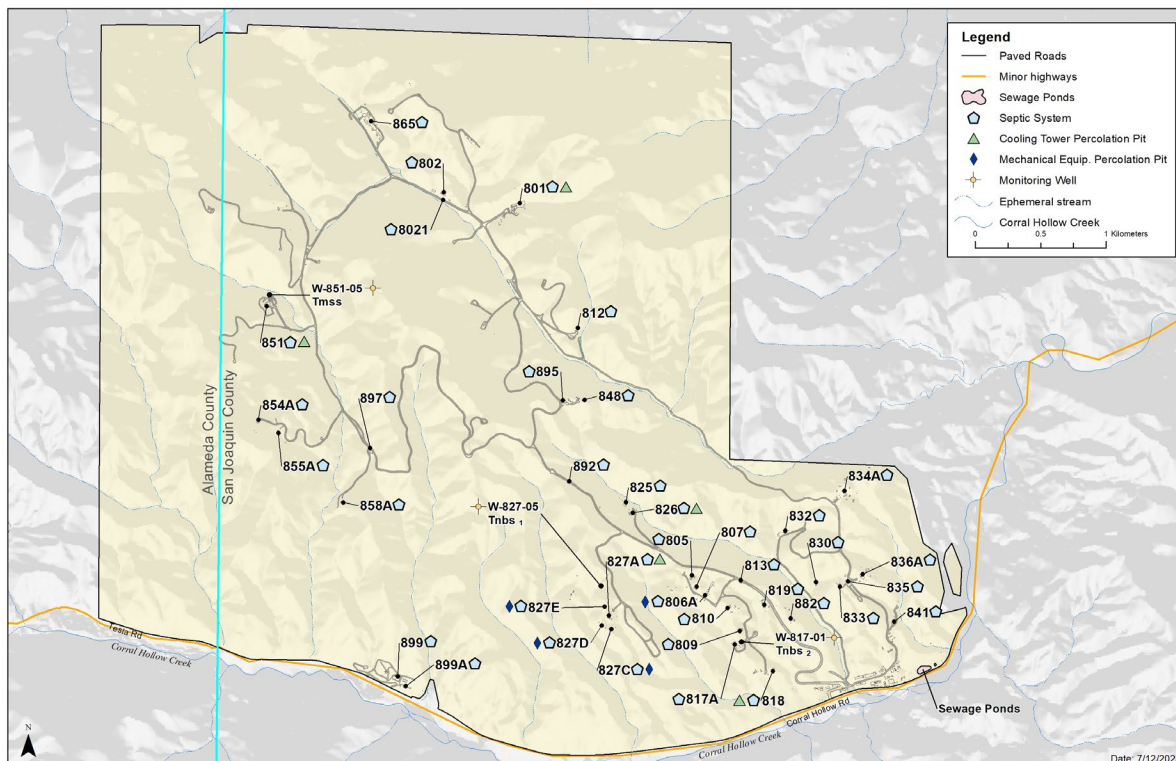 Legend
Paved Roads
Minor highways
Sewage Ponds
Septic System
Cooling Tower Percolation Pit
Mechanical Equip. Percolation Pit
Monitoring Well
Ephemeral stream
Corral Hollow Creek
0 0.5 1 Kilometers
865
802
801
8021
W-851-05
Tmss
812
851
895
848
854A
897
Alameda County
San Joaquin County
855A
892
834A
825
858A
W-827-05
Tnbs 1
826
832
807
805
830
827A
813
836A
819
835
882
827E
806A
833
841
810
827D
809
W-817-01
Tnbs 2
899
899A
827C
817A
818
Tesla Rd
Corral Hollow Creek
Corral Hollow Rd
Sewage Ponds
Corral Hollow Creek
N
Date: 7/12/202